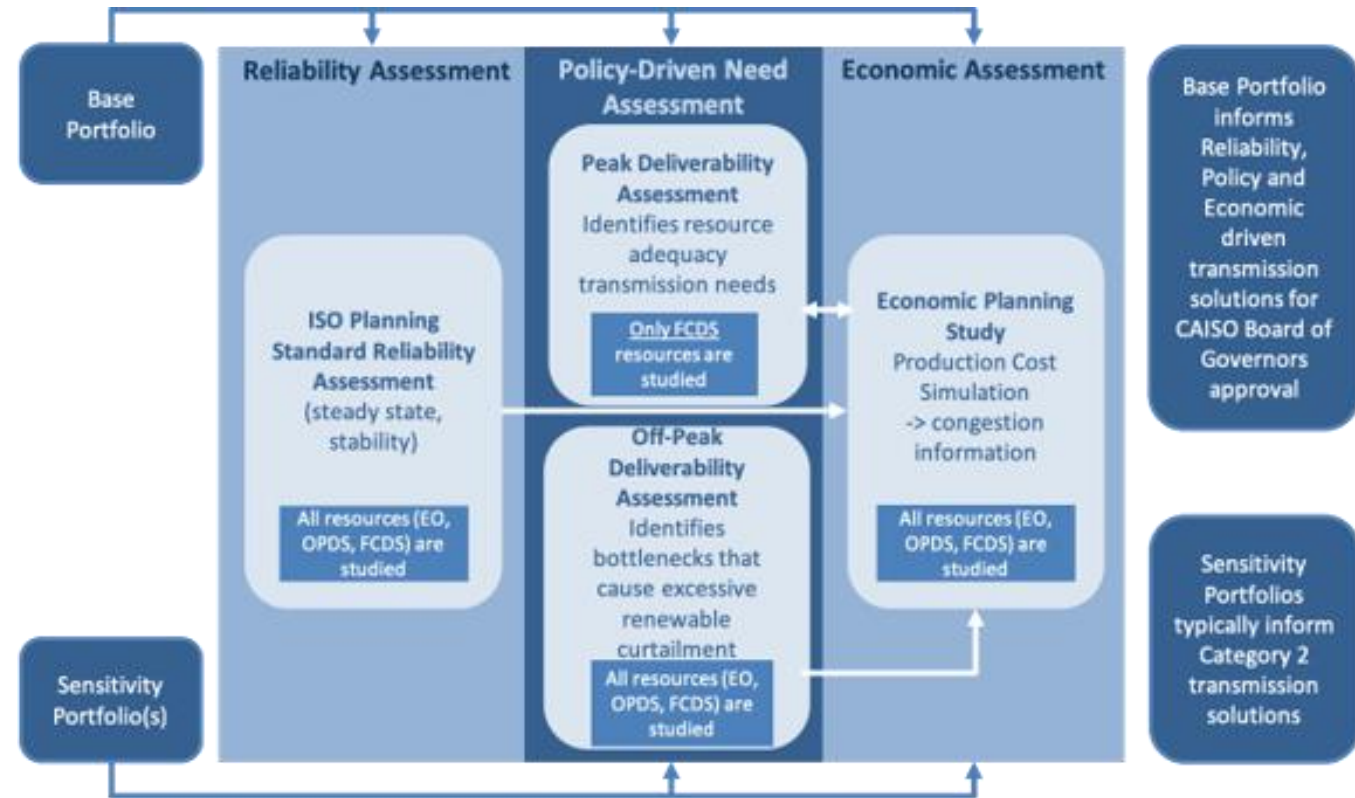 Base
Portfolio
Reliability Assessment
ISO Planning
Standard Reliability
Assessment
(steady state,
stability)
All resources (EO,
OPDS, FCDS) are
studied
Policy-Driven Need
Assessment
Peak Deliverability
Assessment
Identifies resource
adequacy
transmission needs
Only FCDS
resources are
studied
Off-Peak
Deliverability
Assessment
Identifies
bottlenecks that
cause excessive
renewable
curtailment
All resources (EO,
OPDS, FCDS) are
studied
Economic Assessment
Economic Planning
Study
Production Cost
Simulation
-> congestion
information
All resources (EO,
OPDS, FCDS) are
studied
Base Portfolio
informs
Reliability,
Policy and
Economic
driven
transmission
solutions for
CAISO Board of
Governors
approval
Sensitivity
Portfolio(s)
Sensitivity
Portfolios
typically inform
Category 2
transmission
solutions